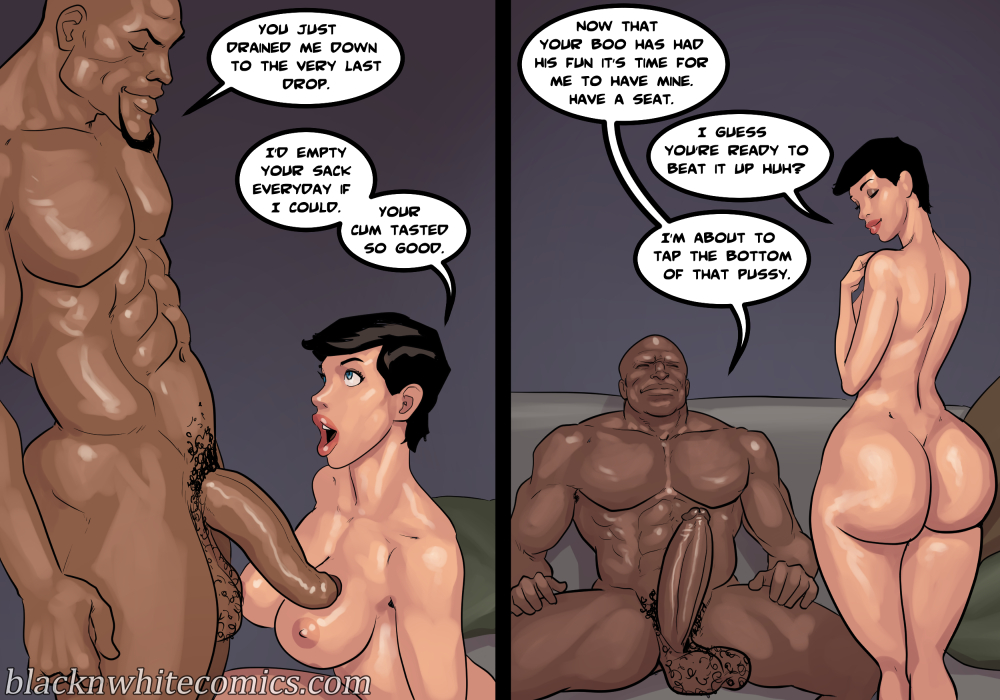 YOU JUST
DRAINED ME DOWN
TO THE VERY LAST
DROP.
I'D EMPTY
YOUR SACK
EVERYDAY IF
I COULD.
YOUR
CUM TASTED
SO GOOD.
NOW THAT
YOUR BOO HAS HAD
HIS FUN IT'S TIME FOR
ME TO HAVE MINE.
HAVE A SEAT.
I GUESS
YOU'RE READY TO
BEAT IT UP HUH?
I'M ABOUT TO
TAP THE BOTTOM
OF THAT PUSSY.
blacknwhitecomics.com